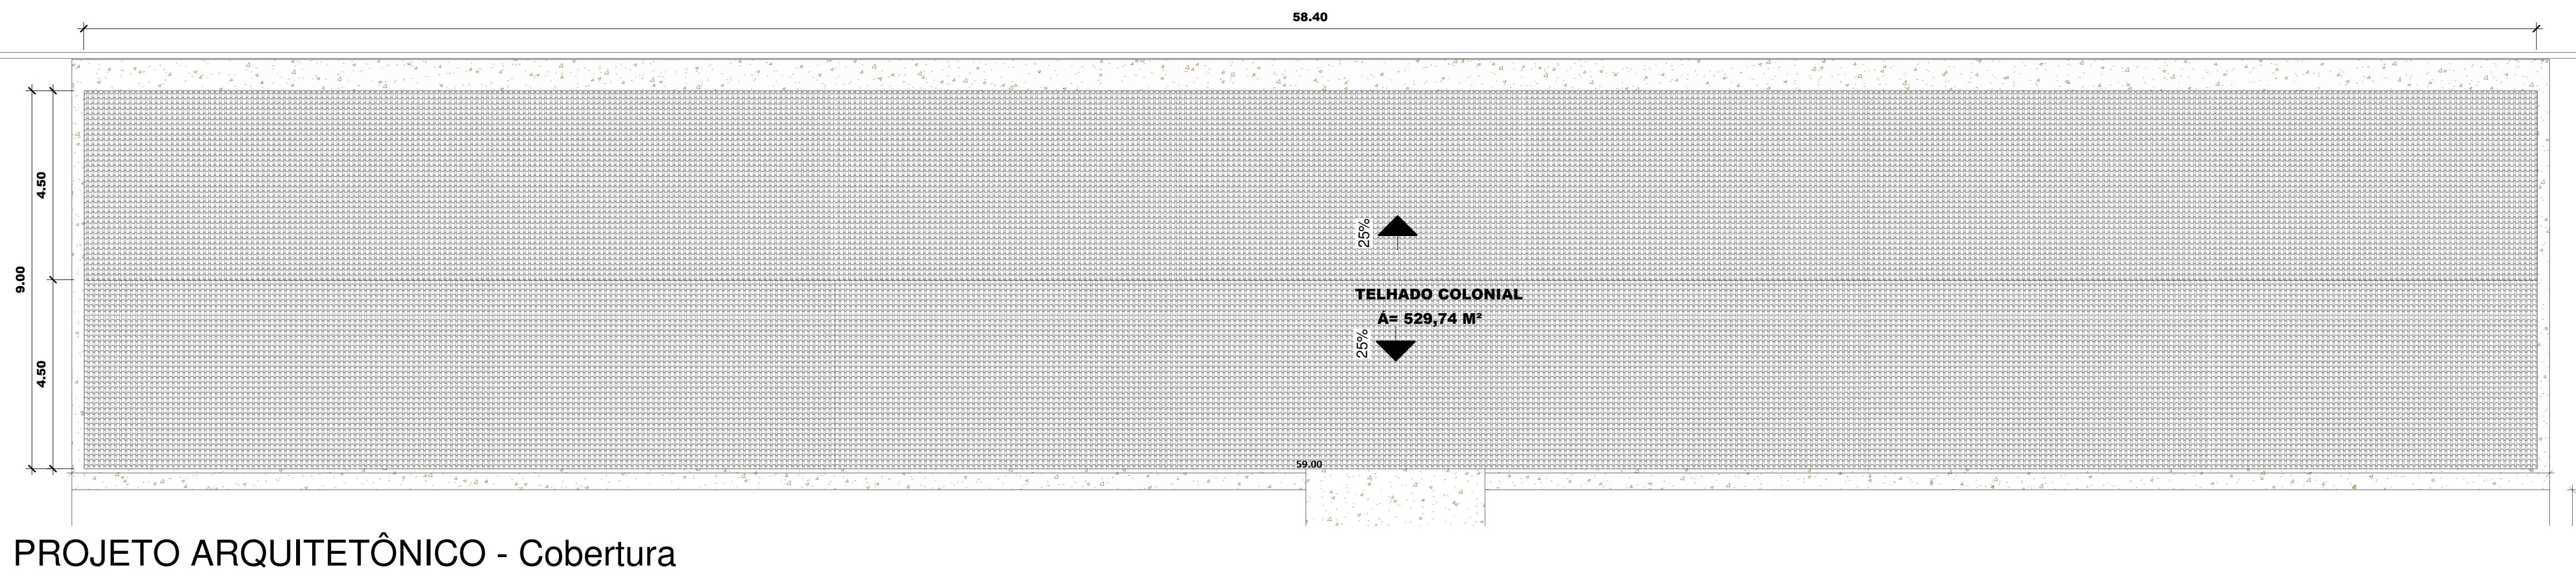 58.40
4.50
9.00
4.50
25%
TELHADO COLONIAL
Á= 529,74 M²
25%
59.00
PROJETO ARQUITETÔNICO - Cobertura